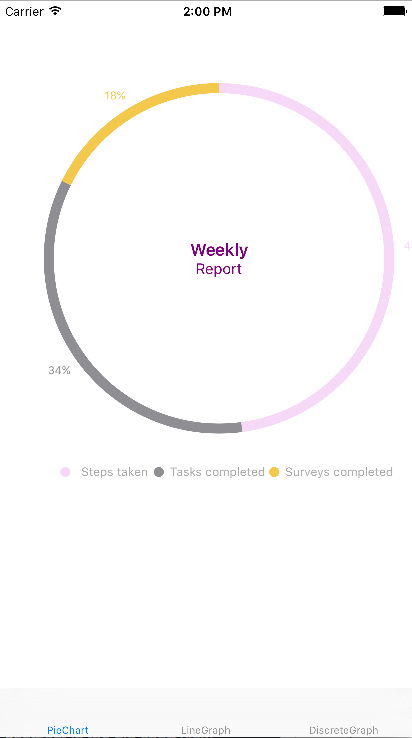 Carrier 2:00 PM
18%
Weekly
Report
34%
Steps taken Tasks completed Surveys completed
PieChart LineGraph DiscreteGraph